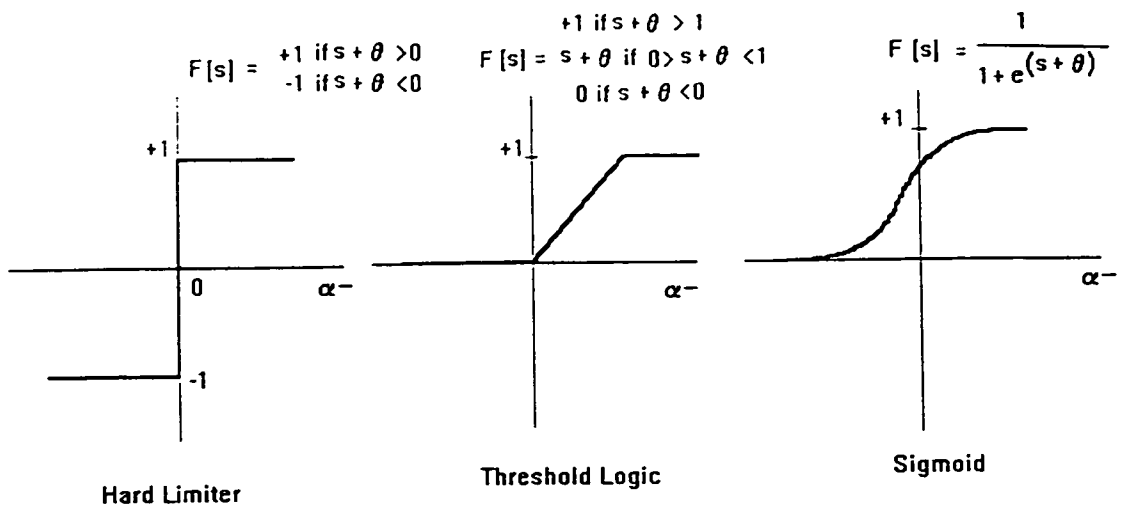 F[s] = +1 if s + θ >0
-1 if s + θ <0
+1
0
α-
-1
Hard Limiter
+1 if s + θ > 1
F[s] = s + θ if 0> s + θ <1
0 if s + θ <0
+1
α-
Threshold Logic
F[s] = 1 / 1 + e^(s + θ)
+1
α-
Sigmoid